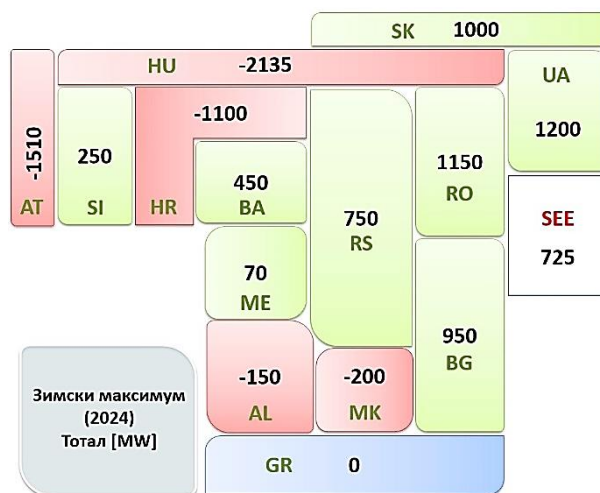 SK 1000
HU -2135
UA
1200
-1510
AT
250
SI
-1100
HR
450
BA
750
RS
1150
RO
SEE
725
70
ME
950
BG
-150
AL
-200
MK
Зимски максимум
(2024)
Тотал [MW]
GR 0